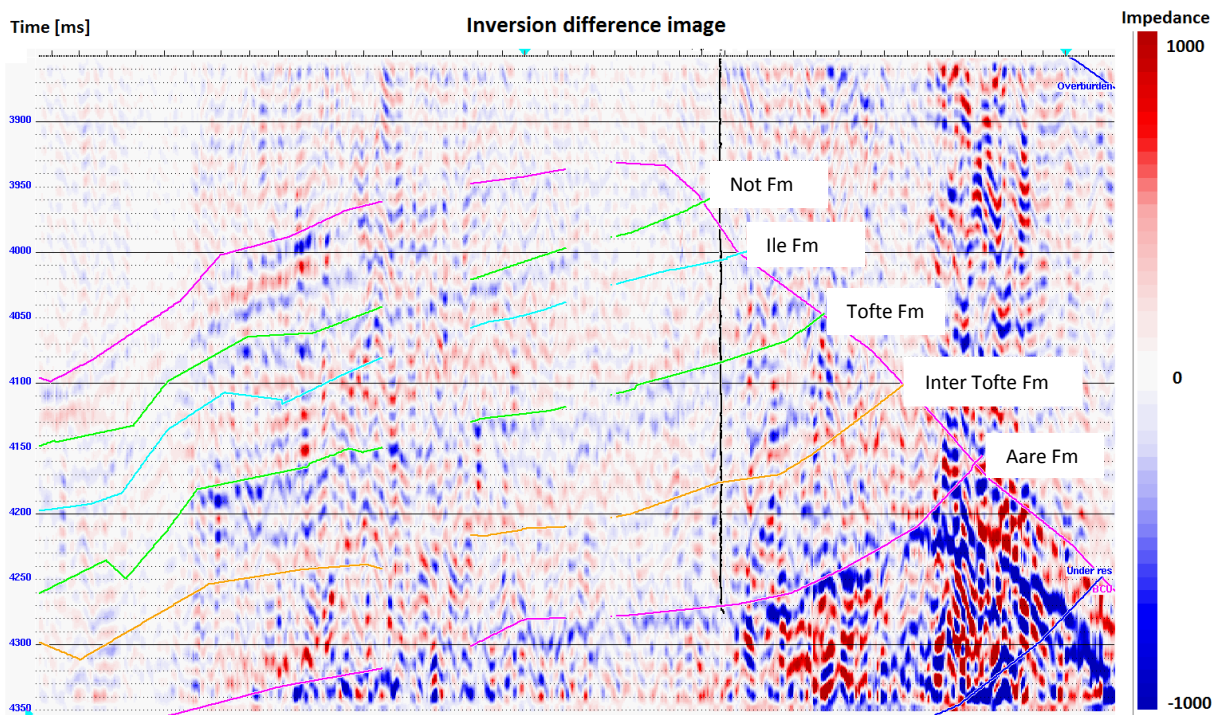 Time [ms]
Inversion difference image
Impedance
1000
Overburden
3900
3950
Not Fm
4000
Ile Fm
4050
Tofte Fm
4100
Inter Tofte Fm
0
4150
Aare Fm
4200
4250
Under res
BCU
4300
4350
-1000